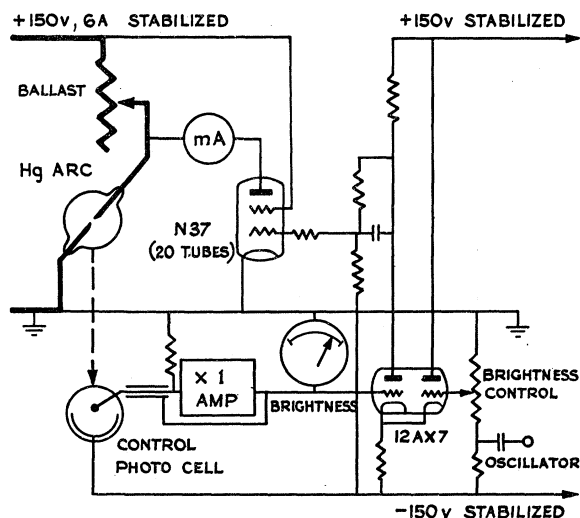 +150v, 6A STABILIZED
+150v STABILIZED
BALLAST
mA
Hg ARC
N37
(20 TUBES)
X 1
AMP
BRIGHTNESS
BRIGHTNESS
CONTROL
12AX7
OSCILLATOR
CONTROL
PHOTO CELL
-150v STABILIZED